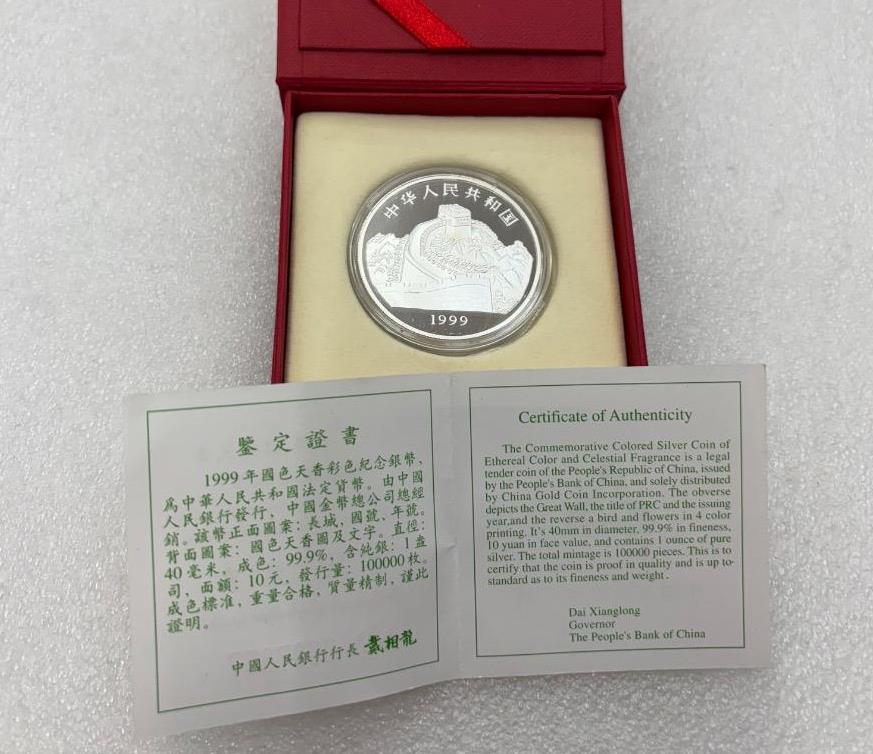 中华人民共和国
1999
鑒定證書
1999年國色天香彩色紀念銀幣，
為中華人民共和國法定貨幣。由中國
人民銀行發行，中國金幣總公司總經
銷。該幣正面圖案：長城，國號、年號。
背面圖案：國色天香圖及文字。直徑：
40毫米，成色：99.9%，含純銀：1盎
司，面額：10元，發行量：100000枚。
成色標准，重量合格，質量精制，謹此
證明。
中國人民銀行行長 戴相龍
Certificate of Authenticity
The Commemorative Colored Silver Coin of
Ethereal Color and Celestial Fragrance is a legal
tender coin of the People's Republic of China, issued
by the People's Bank of China, and solely distributed
by China Gold Coin Incorporation. The obverse
depicts the Great Wall, the title of PRC and the issuing
year,and the reverse a bird and flowers in 4 color
printing. It's 40mm in diameter, 99.9% in fineness,
10 yuan in face value, and contains 1 ounce of pure
silver. The total mintage is 100000 pieces. This is to
certify that the coin is proof in quality and is up to-
standard as to its fineness and weight .
Dai Xianglong
Governor
The People's Bank of China